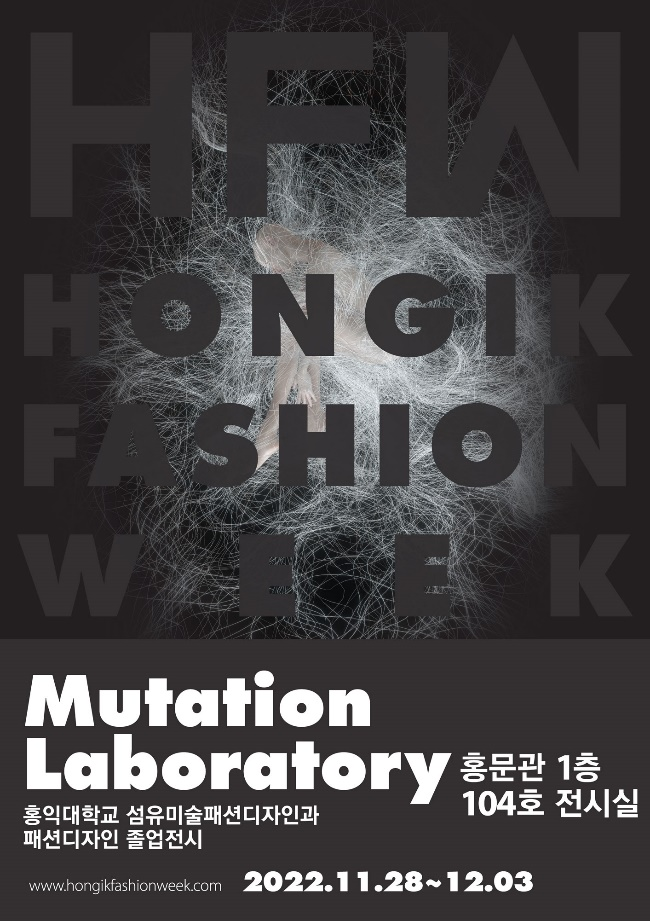 HFW
HONGIK
FASHION
WEEK
Mutation
Laboratory
홍문관 1층
104호 전시실
홍익대학교 섬유미술패션디자인과
패션디자인 졸업전시
www.hongikfashionweek.com 2022.11.28~12.03